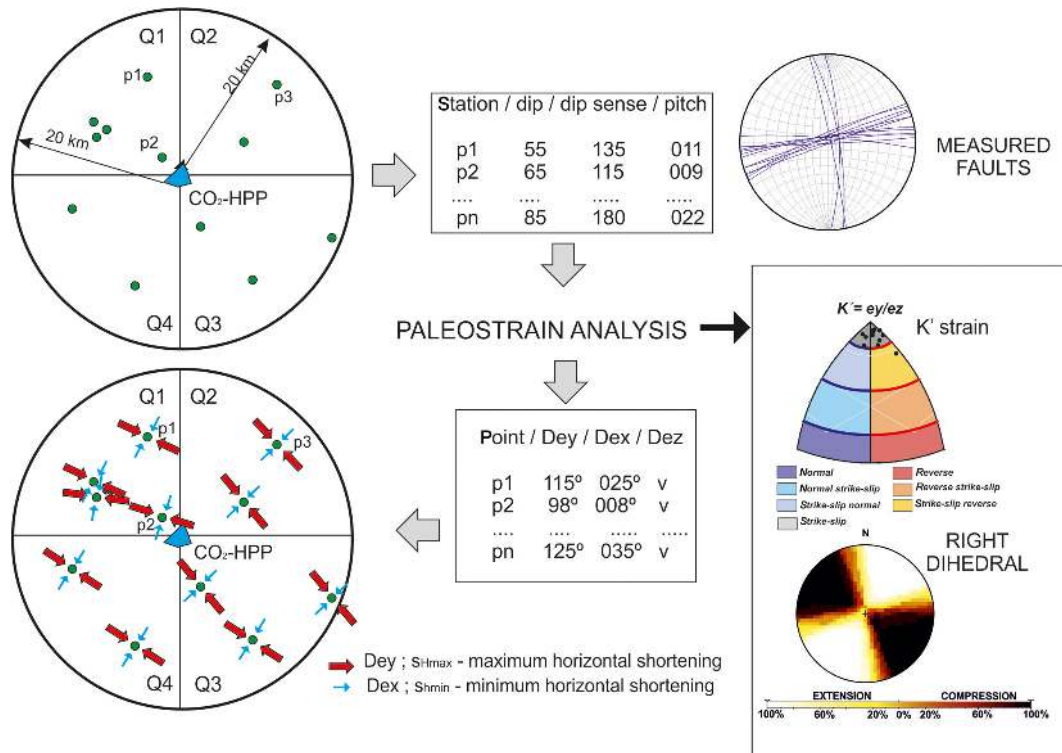 Q1 Q2
p1
20 km
p3
20 km
p2
CO₂-HPP
Q4 Q3
Station / dip / dip sense / pitch
p1 55 135 011
p2 65 115 009
.... ..... ..... .....
pn 85 180 022
MEASURED
FAULTS
PALEOSTRAIN ANALYSIS
K´= ey/ez
K' strain
Normal
Normal strike-slip
Strike-slip normal
Strike-slip
Reverse
Reverse strike-slip
Strike-slip reverse
RIGHT
DIHEDRAL
N
EXTENSION COMPRESSION
100% 60% 20% 0% 20% 60% 100%
Point / Dey / Dex / Dez
p1 115º 025º v
p2 98º 008º v
.... .... ..... .....
pn 125º 035º v
Q1 Q2
p1
p3
p2
CO₂-HPP
Q4 Q3
Dey ; sHmax - maximum horizontal shortening
Dex ; shmin - minimum horizontal shortening